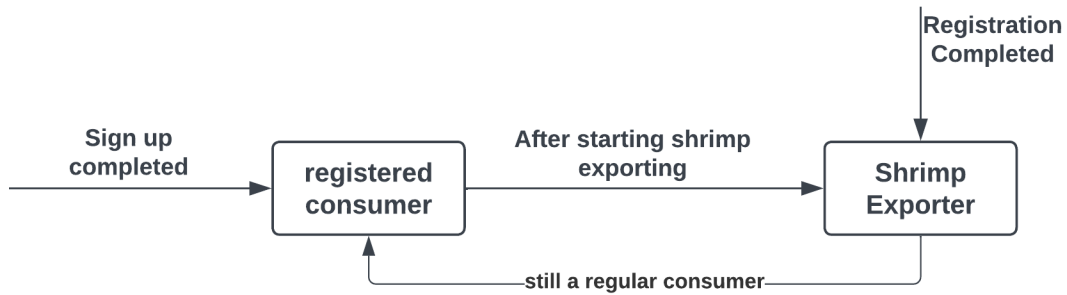 Registration
Completed
Sign up
completed
After starting shrimp
exporting
registered
consumer
Shrimp
Exporter
still a regular consumer